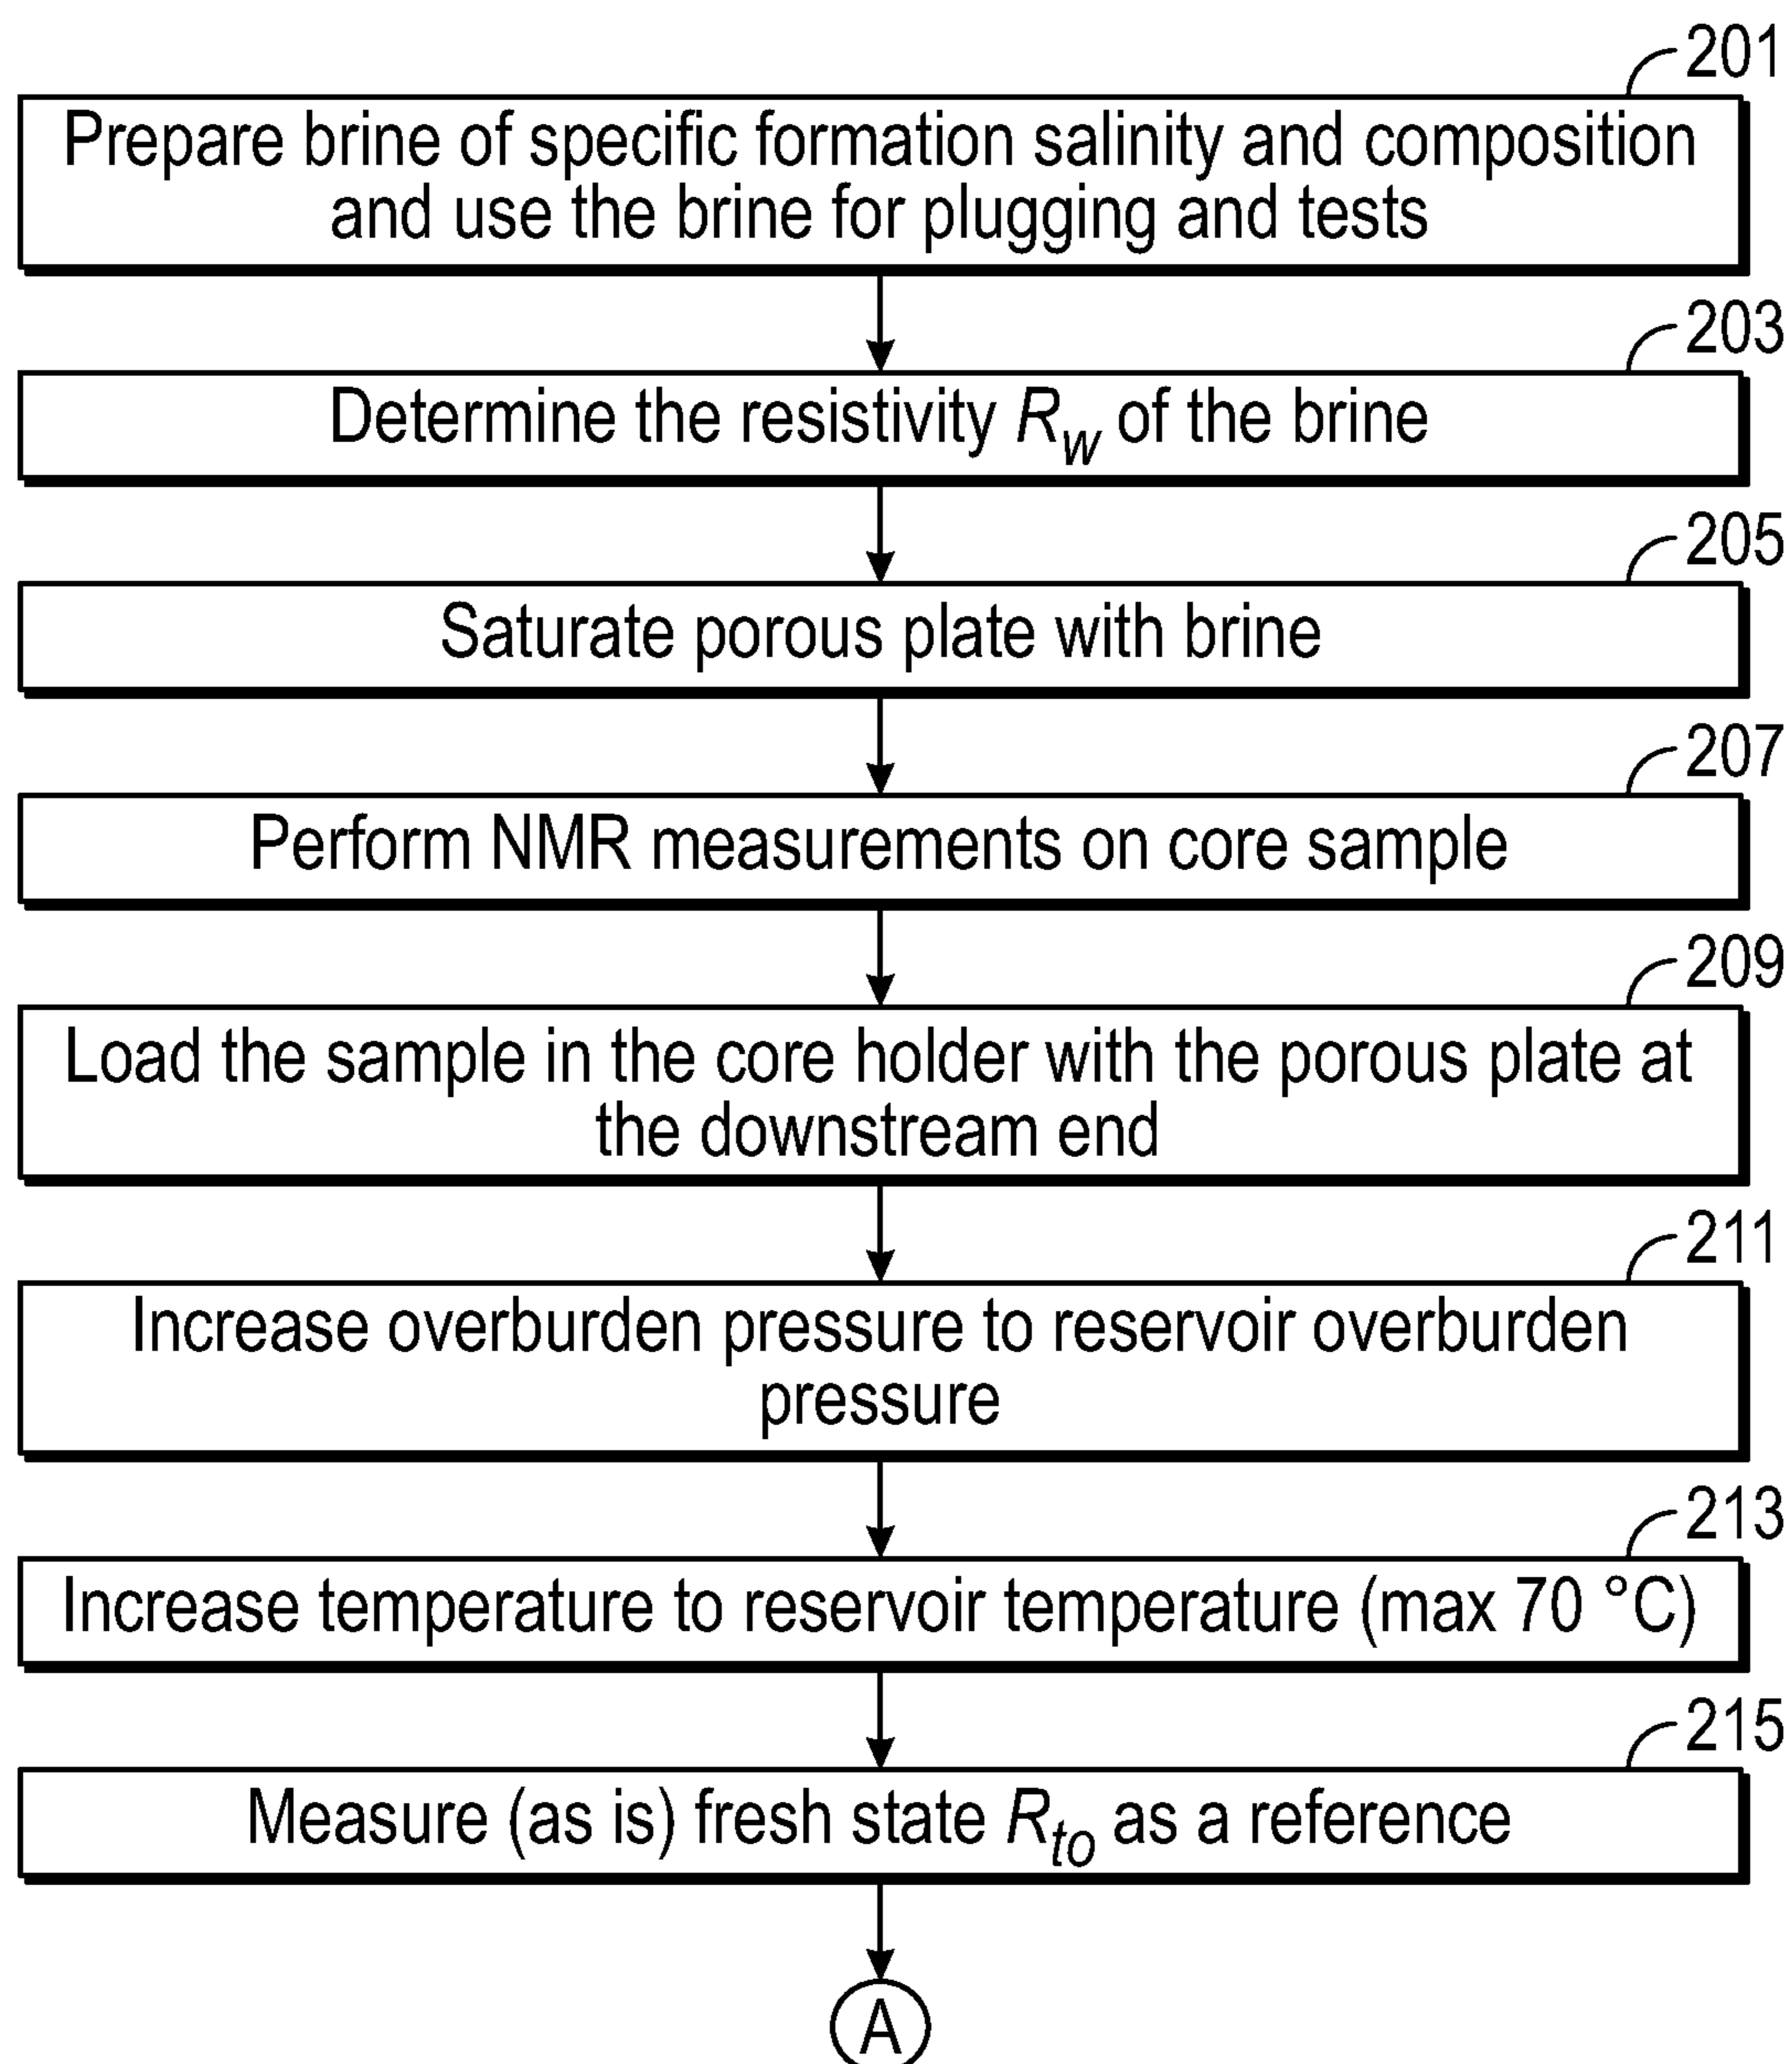 201
Prepare brine of specific formation salinity and composition
and use the brine for plugging and tests
203
Determine the resistivity Rw of the brine
205
Saturate porous plate with brine
207
Perform NMR measurements on core sample
209
Load the sample in the core holder with the porous plate at
the downstream end
211
Increase overburden pressure to reservoir overburden
pressure
213
Increase temperature to reservoir temperature (max 70 °C)
215
Measure (as is) fresh state Rto as a reference
A